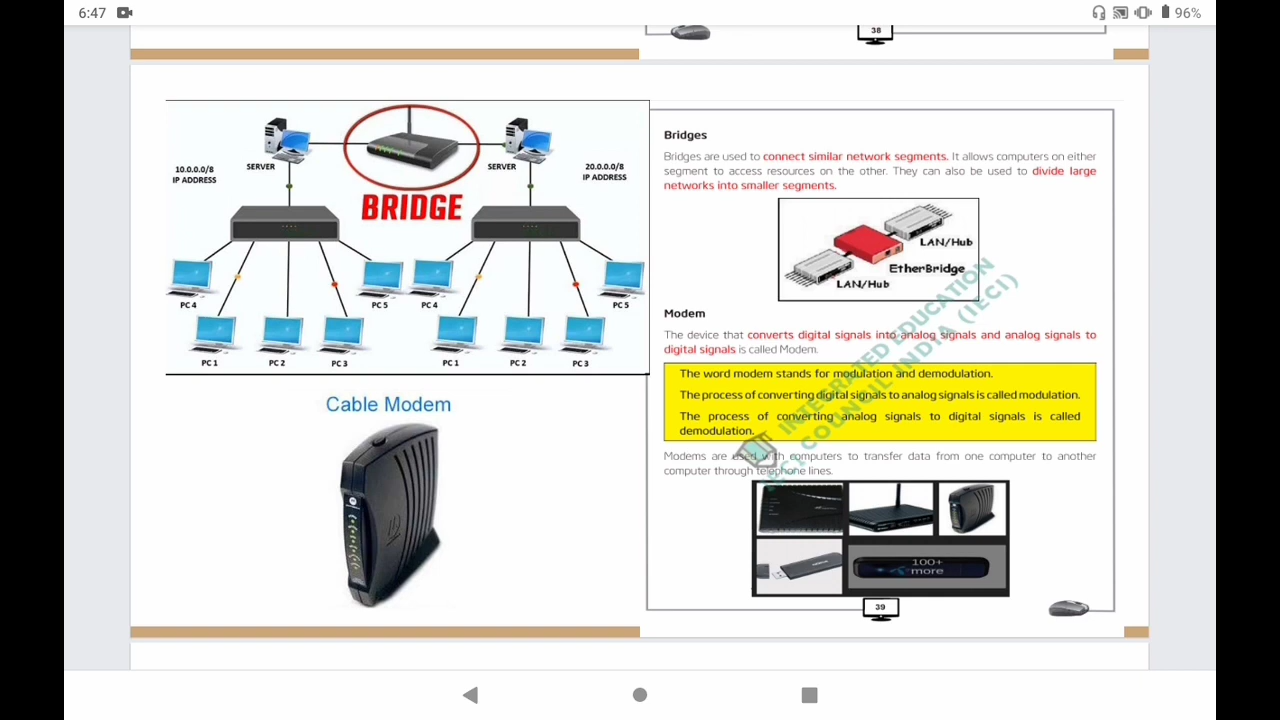 6:47
96%
38
10.0.0.0/8
IP ADDRESS
SERVER
SERVER
20.0.0.0/8
IP ADDRESS
BRIDGE
PC 4
PC 5
PC 4
PC 5
PC 1
PC 2
PC 3
PC 1
PC 2
PC 3
Cable Modem
Bridges
Bridges are used to connect similar network segments. It allows computers on either
segment to access resources on the other. They can also be used to divide large
networks into smaller segments.
LAN/Hub
EtherBridge
LAN/Hub
Modem
The device that converts digital signals into analog signals and analog signals to
digital signals is called Modem.
The word modem stands for modulation and demodulation.
The process of converting digital signals to analog signals is called modulation.
The process of converting analog signals to digital signals is called
demodulation.
Modems are used with computers to transfer data from one computer to another
computer through telephone lines.
INTEGRATED EDUCATION
COUNCIL INDIA (IECI)
IECI
100+
more
39